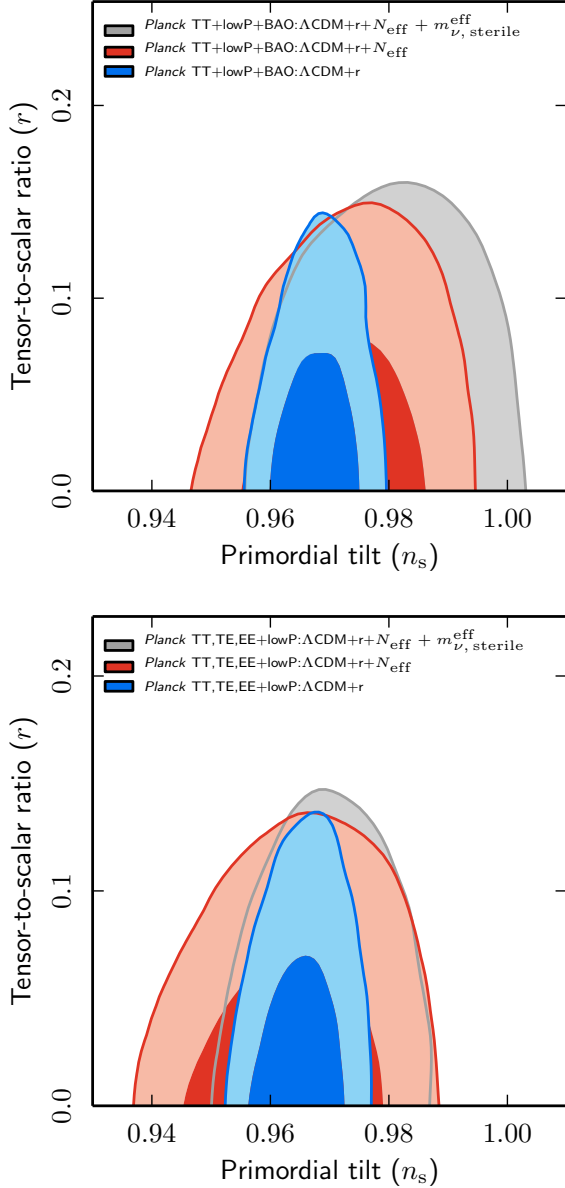 Planck TT+lowP+BAO:ΛCDM+r+N_eff + m^eff_ν, sterile
Planck TT+lowP+BAO:ΛCDM+r+N_eff
Planck TT+lowP+BAO:ΛCDM+r
Tensor-to-scalar ratio (r)
0.2
0.1
0.0
0.94 0.96 0.98 1.00
Primordial tilt (n_s)
Planck TT,TE,EE+lowP:ΛCDM+r+N_eff + m^eff_ν, sterile
Planck TT,TE,EE+lowP:ΛCDM+r+N_eff
Planck TT,TE,EE+lowP:ΛCDM+r
Tensor-to-scalar ratio (r)
0.2
0.1
0.0
0.94 0.96 0.98 1.00
Primordial tilt (n_s)